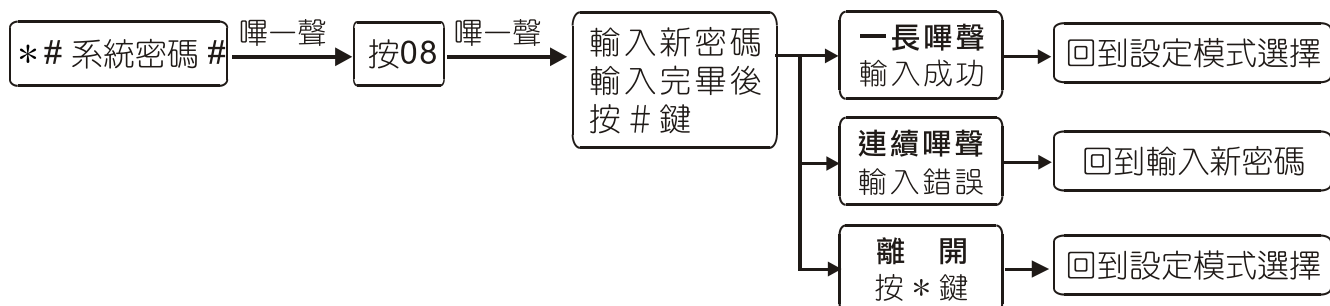 ＊# 系統密碼 #
嗶一聲
按08
嗶一聲
輸入新密碼
輸入完畢後
按 # 鍵
一長嗶聲
輸入成功
回到設定模式選擇
連續嗶聲
輸入錯誤
回到輸入新密碼
離　開
按＊鍵
回到設定模式選擇